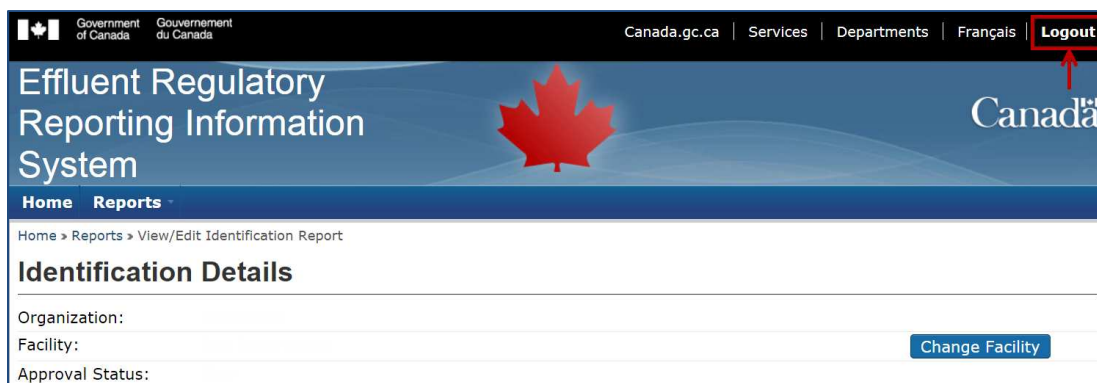 Government of Canada Gouvernement du Canada
Canada.gc.ca | Services | Departments | Français | Logout
Effluent Regulatory
Reporting Information
System
Canada
Home Reports
Home » Reports » View/Edit Identification Report
Identification Details
Organization:
Facility: Change Facility
Approval Status: